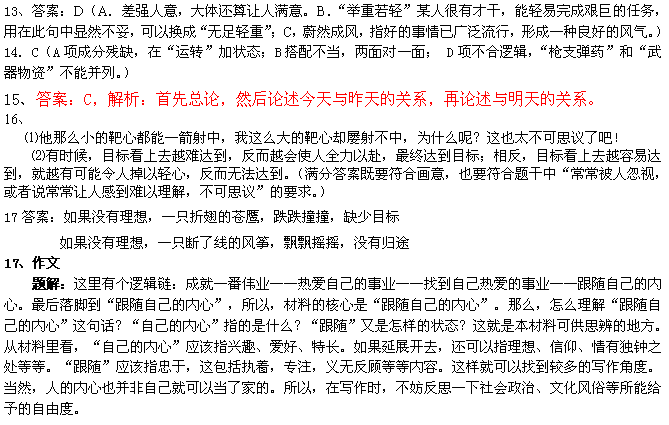 13、答案：D（A．差强人意，大体还算让人满意。B．“举重若轻”某人很有才干，能轻易完成艰巨的任务，
用在此句中显然不妥，可以换成“无足轻重”；C，蔚然成风，指好的事情已广泛流行，形成一种良好的风气。）
14．C（A 项成分残缺，在“运转”加状态；B 搭配不当，两面对一面； D 项不合逻辑，“枪支弹药”和“武
器物资”不能并列。）
15、答案：C，解析：首先总论，然后论述今天与昨天的关系，再论述与明天的关系。
16、
⑴他那么小的靶心都能一箭射中，我这么大的靶心却屡射不中，为什么呢？这也太不可思议了吧！
⑵有时候，目标看上去越难达到，反而越会使人全力以赴，最终达到目标；相反，目标看上去越容易达
到，就越有可能令人掉以轻心，反而无法达到。（满分答案既要符合画意，也要符合题干中“常常被人忽视，
或者说常常让人感到难以理解，不可思议”的要求。）
17 答案：如果没有理想，一只折翅的苍鹰，跌跌撞撞，缺少目标
如果没有理想，一只断了线的风筝，飘飘摇摇，没有归途
17、作文
题解：这里有个逻辑链：成就一番伟业——热爱自己的事业——找到自己热爱的事业——跟随自己的内
心。最后落脚到“跟随自己的内心”，所以，材料的核心是“跟随自己的内心”。那么，怎么理解“跟随自
己的内心”这句话？“自己的内心”指的是什么？“跟随”又是怎样的状态？这就是本材料可供思辨的地方。
从材料里看，“自己的内心”应该指兴趣、爱好、特长。如果延展开去，还可以指理想、信仰、情有独钟之
处等等。“跟随”应该指忠于，这包括执着，专注，义无反顾等等内容。这样就可以找到较多的写作角度。
当然，人的内心也并非自己就可以当了家的。所以，在写作时，不妨反思一下社会政治、文化风俗等所能给
予的自由度。